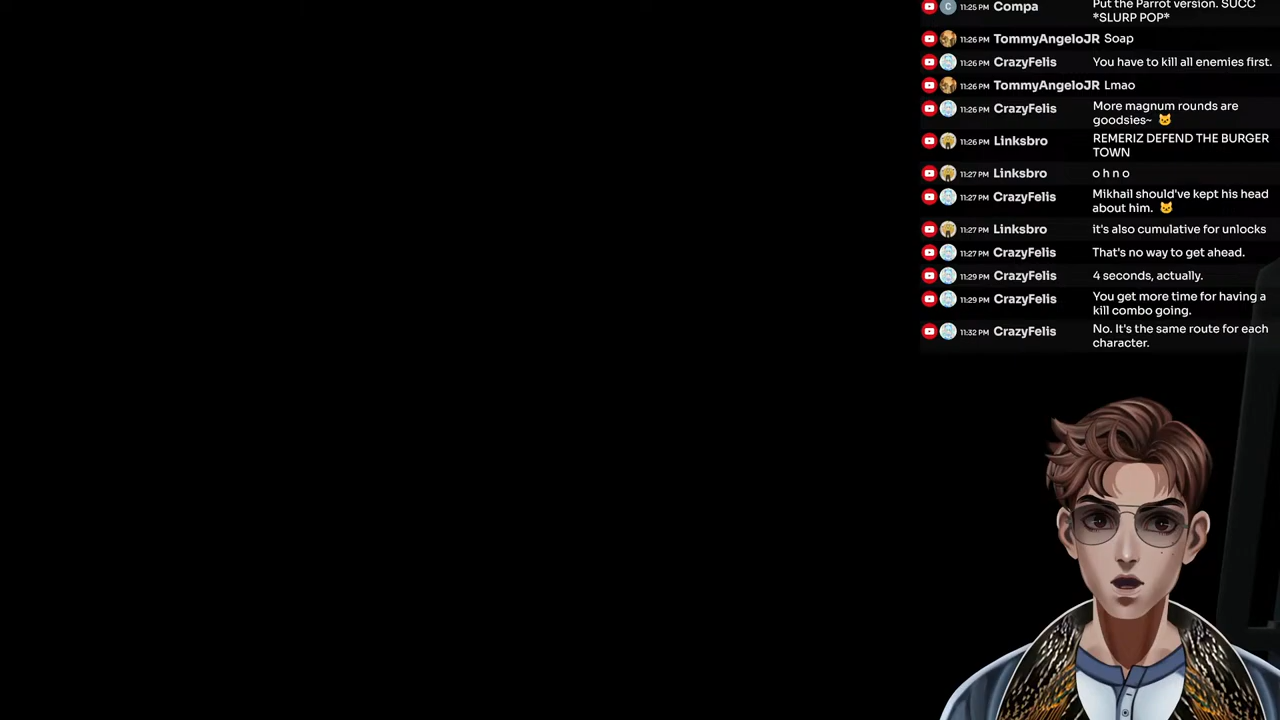 11:25 PM Compa Put the Parrot version. SUCC
*SLURP POP*
11:26 PM TommyAngeloJR Soap
11:26 PM CrazyFelis You have to kill all enemies first.
11:26 PM TommyAngeloJR Lmao
11:26 PM CrazyFelis More magnum rounds are
goodsies~
11:26 PM Linksbro REMERIZ DEFEND THE BURGER
TOWN
11:27 PM Linksbro o h n o
11:27 PM CrazyFelis Mikhail should've kept his head
about him.
11:27 PM Linksbro it's also cumulative for unlocks
11:27 PM CrazyFelis That's no way to get ahead.
11:29 PM CrazyFelis 4 seconds, actually.
11:29 PM CrazyFelis You get more time for having a
kill combo going.
11:32 PM CrazyFelis No. It's the same route for each
character.